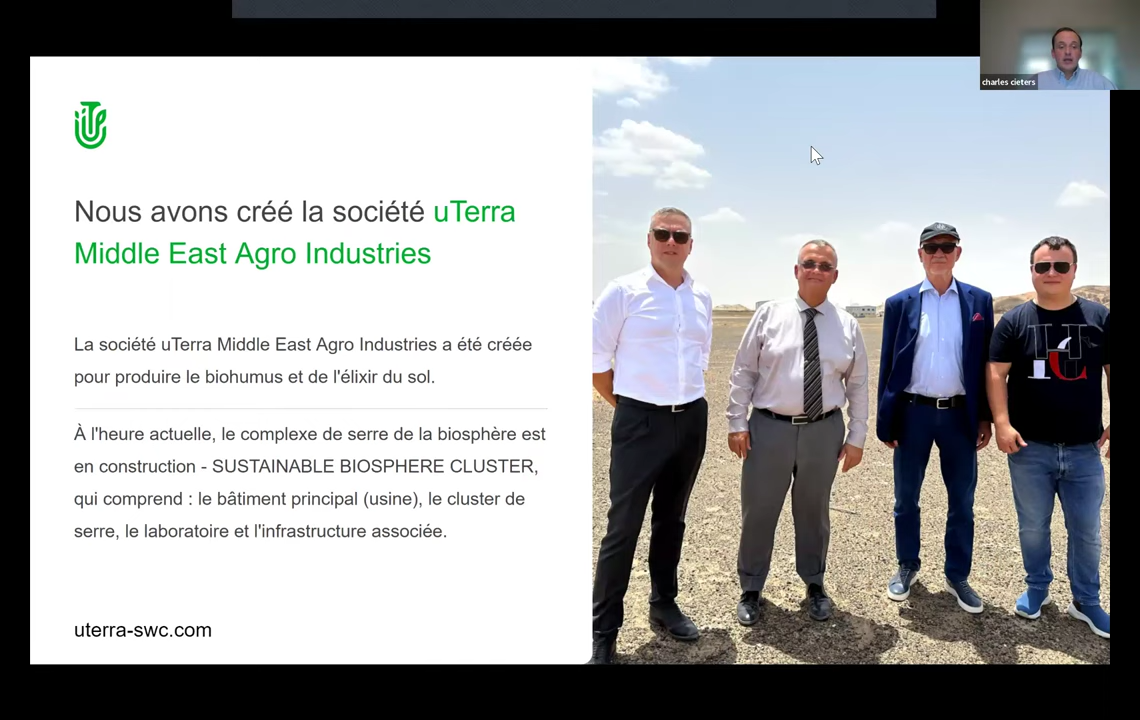 charles cieters
Nous avons créé la société uTerra
Middle East Agro Industries
La société uTerra Middle East Agro Industries a été créée
pour produire le biohumus et de l'élixir du sol.
À l'heure actuelle, le complexe de serre de la biosphère est
en construction - SUSTAINABLE BIOSPHERE CLUSTER,
qui comprend : le bâtiment principal (usine), le cluster de
serre, le laboratoire et l'infrastructure associée.
uterra-swc.com